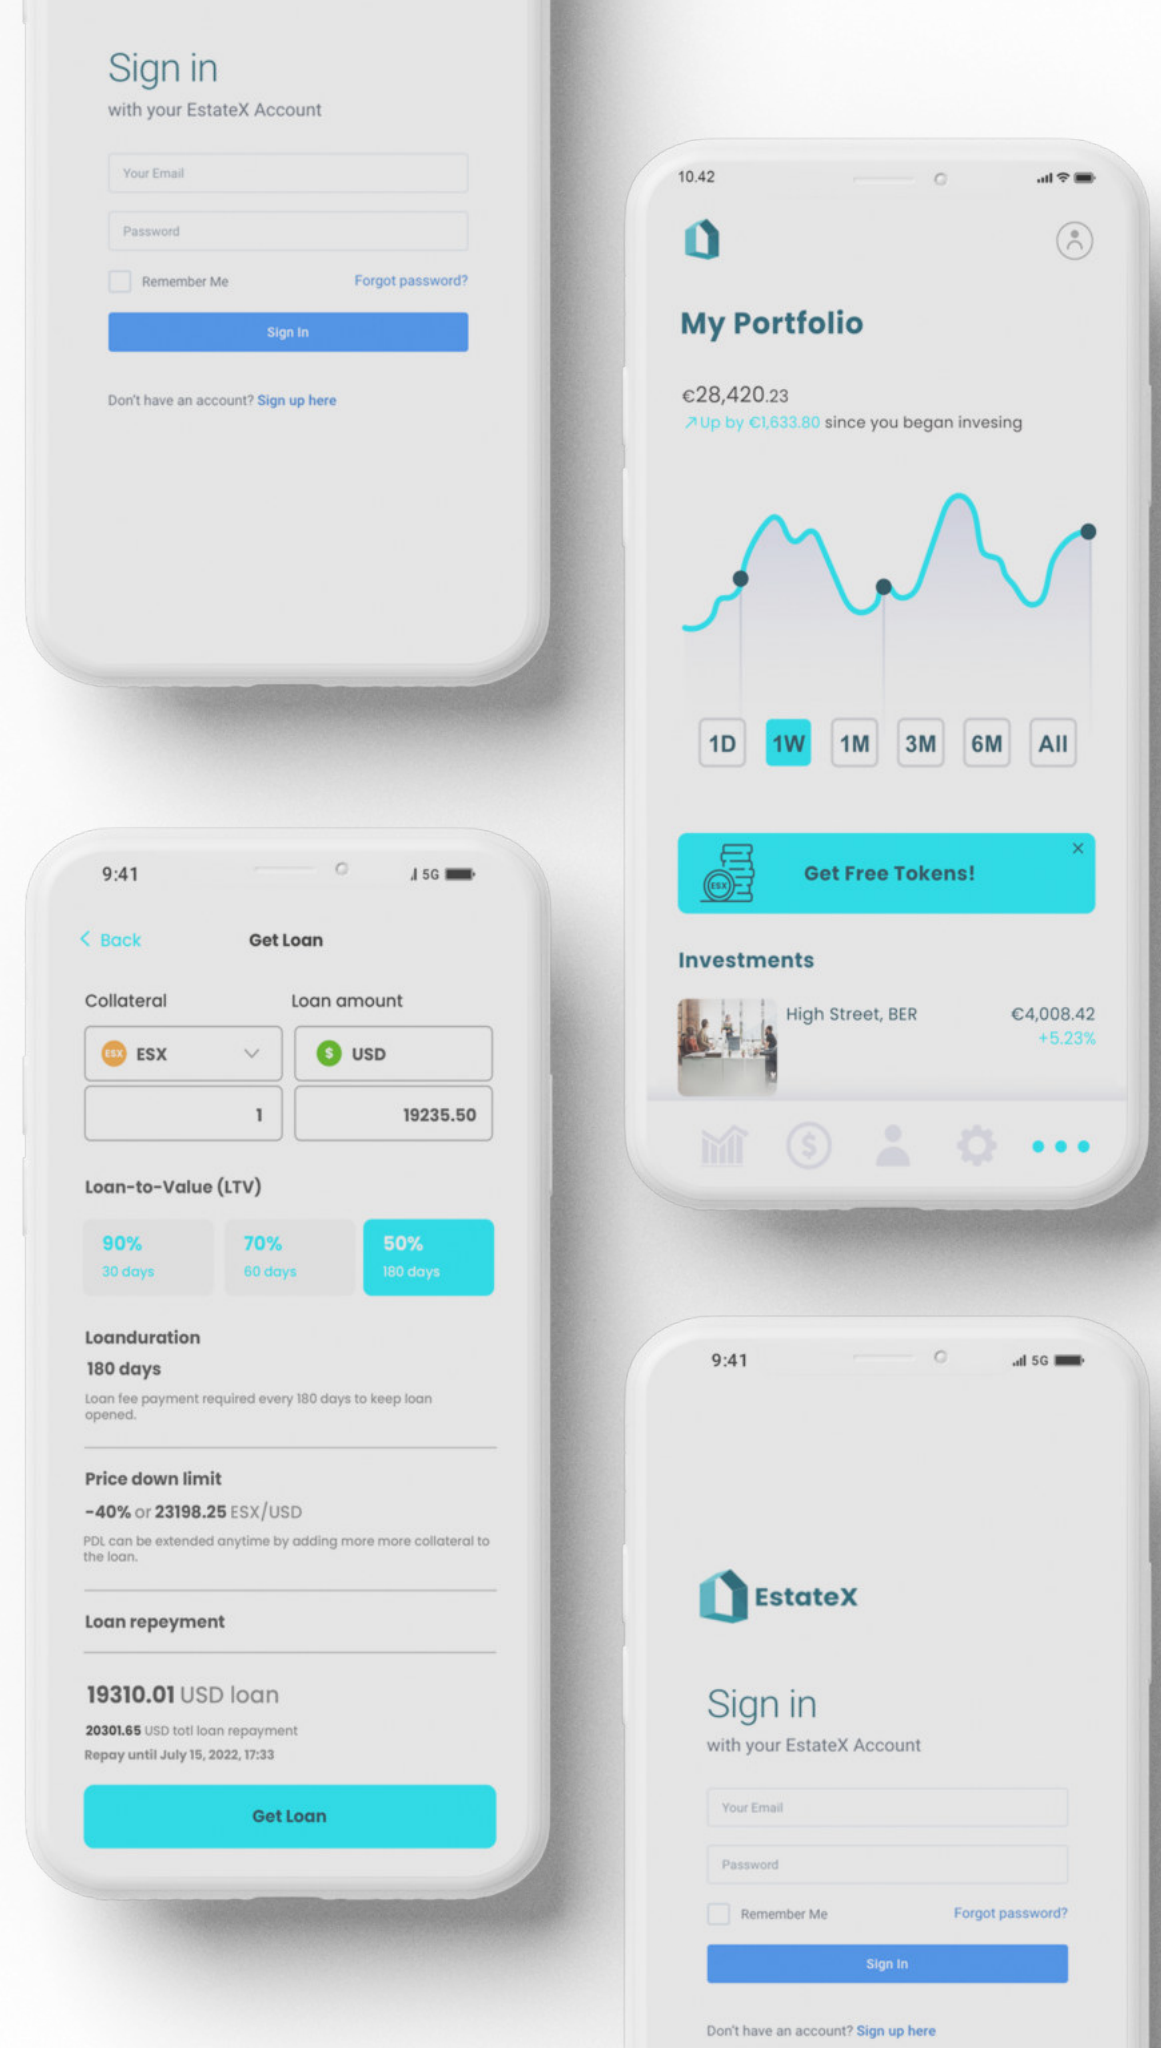 Sign in
with your EstateX Account
Your Email
Password
Remember Me
Forgot password?
Sign In
Don't have an account? Sign up here
10.42
My Portfolio
€28,420.23
Up by €1,633.80 since you began invesing
1D
1W
1M
3M
6M
All
ESX
Get Free Tokens!
Investments
High Street, BER
€4,008.42
+5.23%
9:41
5G
Back
Get Loan
Collateral
Loan amount
ESX ESX
$ USD
1
19235.50
Loan-to-Value (LTV)
90%
30 days
70%
60 days
50%
180 days
Loanduration
180 days
Loan fee payment required every 180 days to keep loan
opened.
Price down limit
-40% or 23198.25 ESX/USD
PDL can be extended anytime by adding more more collateral to
the loan.
Loan repeyment
19310.01 USD loan
20301.65 USD totl loan repayment
Repay until July 15, 2022, 17:33
Get Loan
9:41
5G
EstateX
Sign in
with your EstateX Account
Your Email
Password
Remember Me
Forgot password?
Sign In
Don't have an account? Sign up here